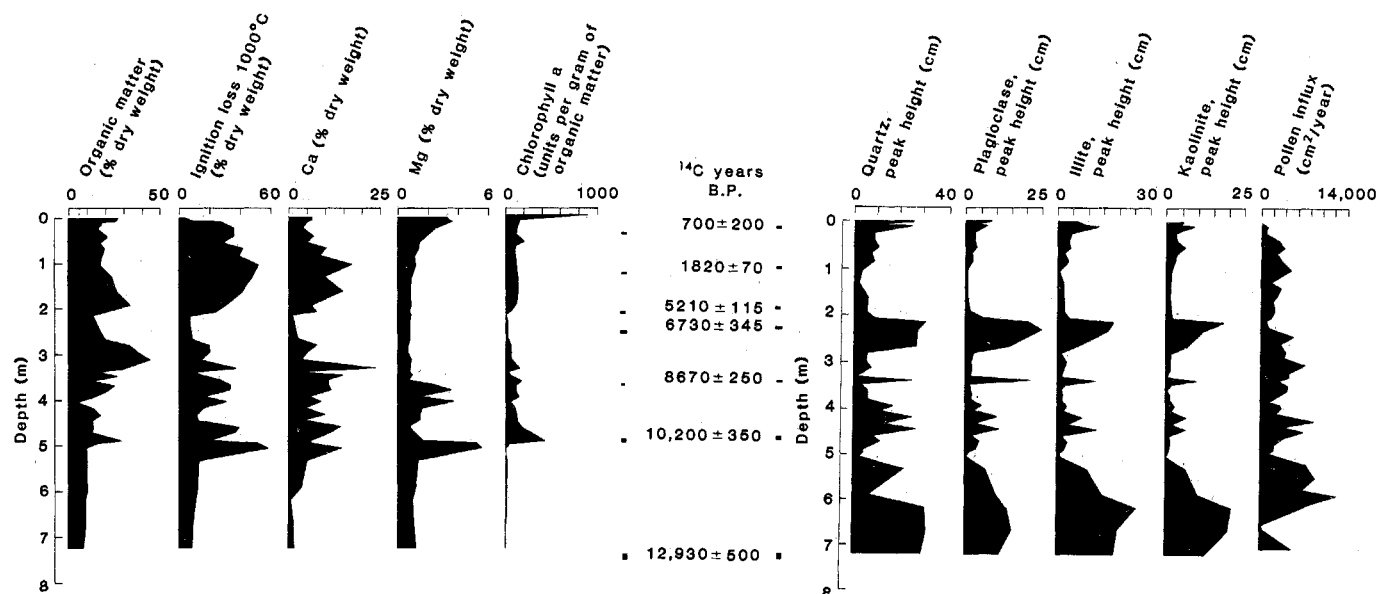 Organic matter
(% dry weight)
Ignition loss 1000°C
(% dry weight)
Ca (% dry weight)
Mg (% dry weight)
Chlorophyll a
(units per gram of
organic matter)
0 50
0 60
0 25
0 6
0 1000
Depth (m)
0
1
2
3
4
5
6
7
8
14C years
B.P.
700±200
1820±70
5210±115
6730±345
8670±250
10,200±350
12,930±500
Quartz,
peak height (cm)
Plagloclase,
peak height (cm)
Illite,
peak height (cm)
Kaolinite,
peak height (cm)
Pollen influx
(cm²/year)
0 40
0 25
0 30
0 25
0 14,000
Depth (m)
0
1
2
3
4
5
6
7
8